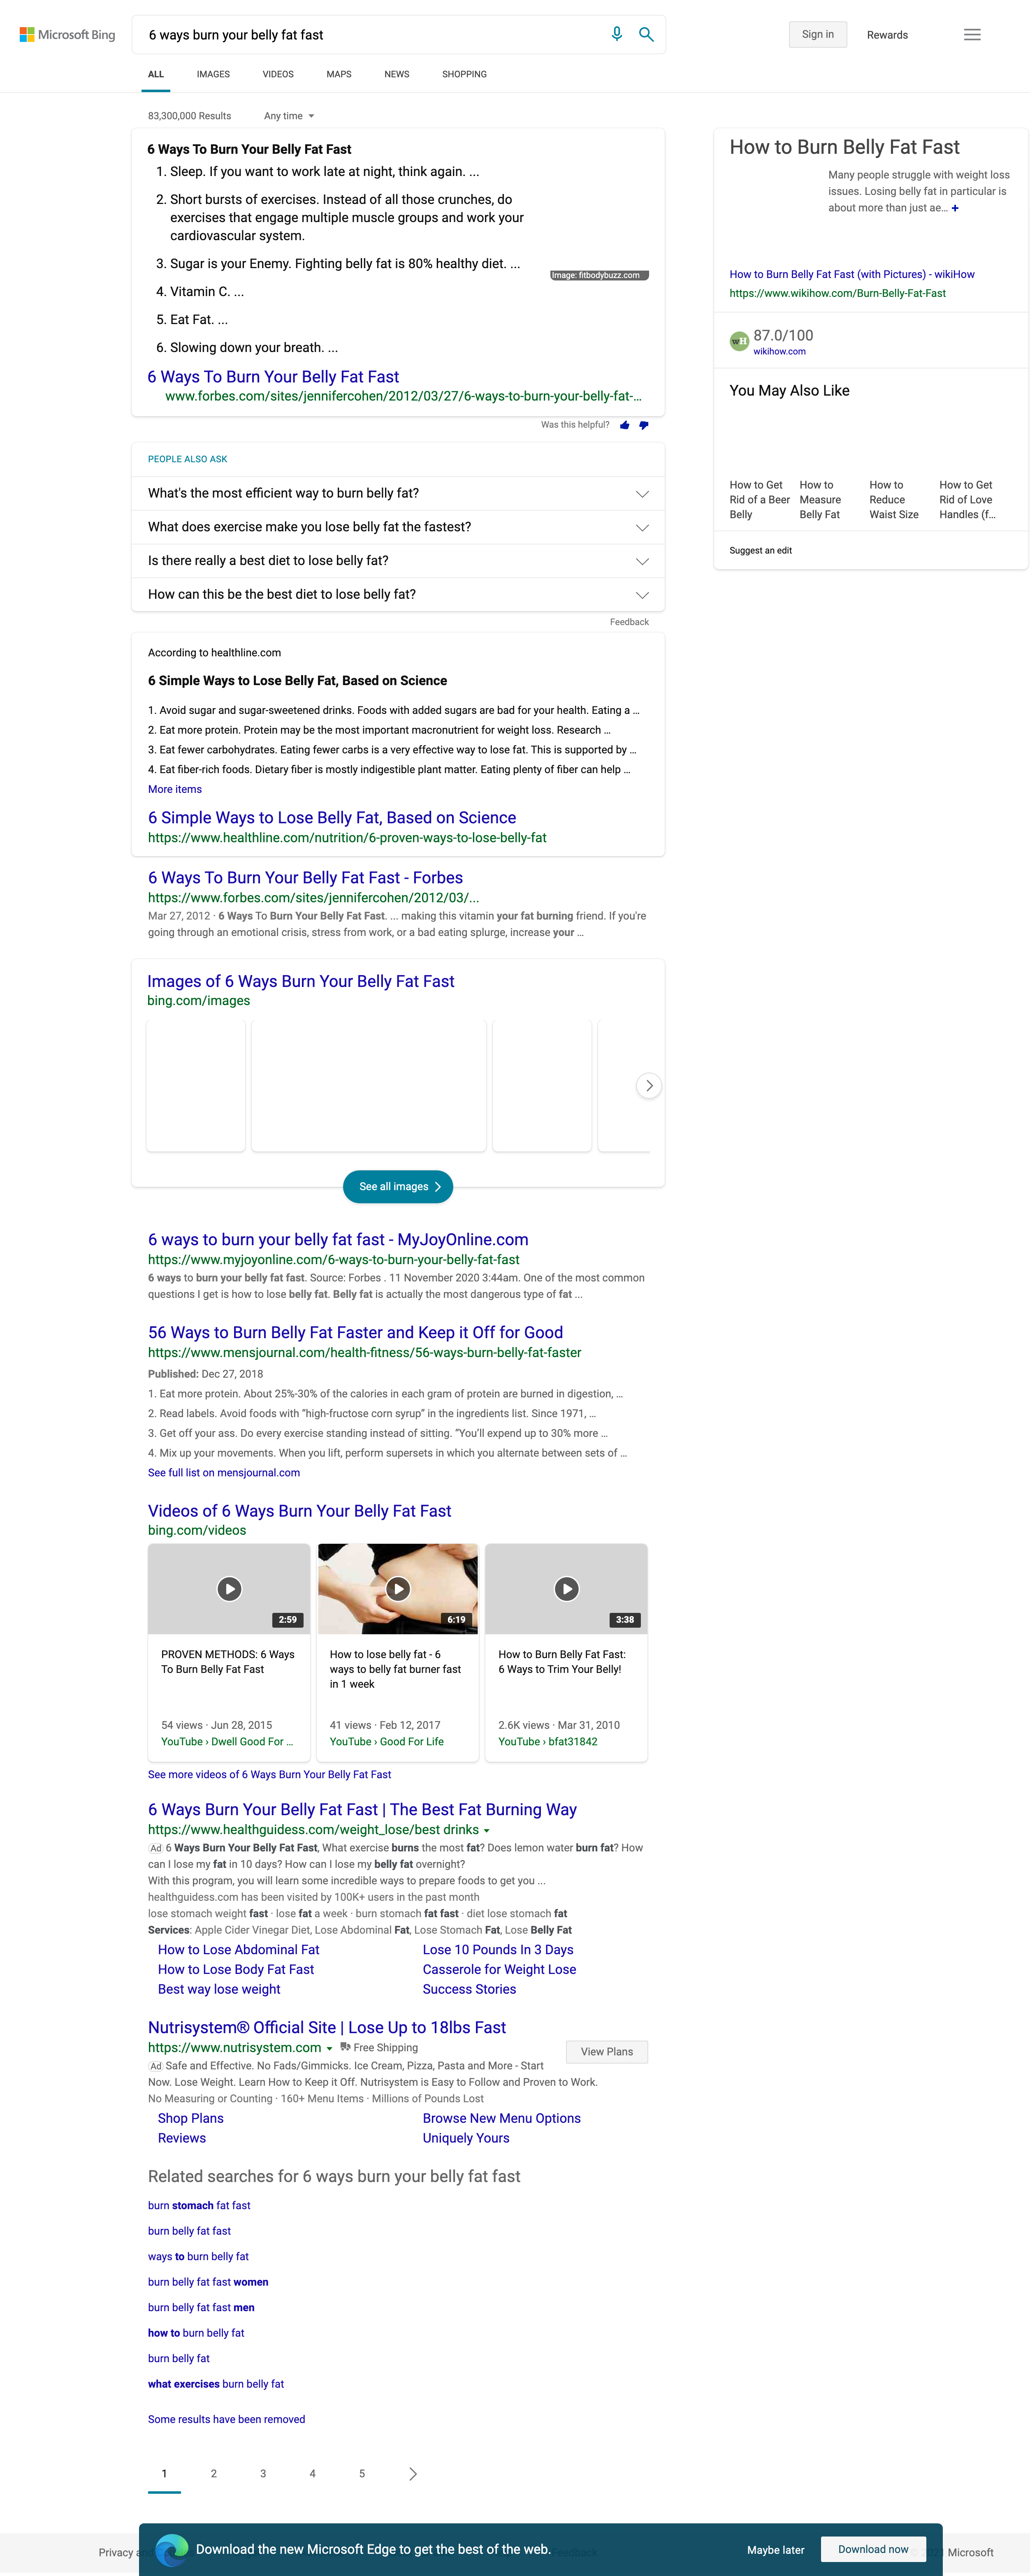 Microsoft Bing
6 ways burn your belly fat fast
Sign in
Rewards
ALL
IMAGES
VIDEOS
MAPS
NEWS
SHOPPING
83,300,000 Results
Any time
6 Ways To Burn Your Belly Fat Fast
1. Sleep. If you want to work late at night, think again. ...
2. Short bursts of exercises. Instead of all those crunches, do
exercises that engage multiple muscle groups and work your
cardiovascular system.
3. Sugar is your Enemy. Fighting belly fat is 80% healthy diet. ...
Image: fitbodybuzz.com
4. Vitamin C. ...
5. Eat Fat. ...
6. Slowing down your breath. ...
6 Ways To Burn Your Belly Fat Fast
www.forbes.com/sites/jennifercohen/2012/03/27/6-ways-to-burn-your-belly-fat-...
Was this helpful?
PEOPLE ALSO ASK
What's the most efficient way to burn belly fat?
What does exercise make you lose belly fat the fastest?
Is there really a best diet to lose belly fat?
How can this be the best diet to lose belly fat?
Feedback
According to healthline.com
6 Simple Ways to Lose Belly Fat, Based on Science
1. Avoid sugar and sugar-sweetened drinks. Foods with added sugars are bad for your health. Eating a ...
2. Eat more protein. Protein may be the most important macronutrient for weight loss. Research ...
3. Eat fewer carbohydrates. Eating fewer carbs is a very effective way to lose fat. This is supported by ...
4. Eat fiber-rich foods. Dietary fiber is mostly indigestible plant matter. Eating plenty of fiber can help ...
More items
6 Simple Ways to Lose Belly Fat, Based on Science
https://www.healthline.com/nutrition/6-proven-ways-to-lose-belly-fat
6 Ways To Burn Your Belly Fat Fast - Forbes
https://www.forbes.com/sites/jennifercohen/2012/03/...
Mar 27, 2012 · 6 Ways To Burn Your Belly Fat Fast. ... making this vitamin your fat burning friend. If you're
going through an emotional crisis, stress from work, or a bad eating splurge, increase your ...
Images of 6 Ways Burn Your Belly Fat Fast
bing.com/images
See all images
6 ways to burn your belly fat fast - MyJoyOnline.com
https://www.myjoyonline.com/6-ways-to-burn-your-belly-fat-fast
6 ways to burn your belly fat fast. Source: Forbes . 11 November 2020 3:44am. One of the most common
questions I get is how to lose belly fat. Belly fat is actually the most dangerous type of fat ...
56 Ways to Burn Belly Fat Faster and Keep it Off for Good
https://www.mensjournal.com/health-fitness/56-ways-burn-belly-fat-faster
Published: Dec 27, 2018
1. Eat more protein. About 25%-30% of the calories in each gram of protein are burned in digestion, ...
2. Read labels. Avoid foods with “high-fructose corn syrup” in the ingredients list. Since 1971, ...
3. Get off your ass. Do every exercise standing instead of sitting. “You’ll expend up to 30% more ...
4. Mix up your movements. When you lift, perform supersets in which you alternate between sets of ...
See full list on mensjournal.com
Videos of 6 Ways Burn Your Belly Fat Fast
bing.com/videos
2:59
6:19
3:38
PROVEN METHODS: 6 Ways
To Burn Belly Fat Fast
54 views · Jun 28, 2015
YouTube › Dwell Good For ...
How to lose belly fat - 6
ways to belly fat burner fast
in 1 week
41 views · Feb 12, 2017
YouTube › Good For Life
How to Burn Belly Fat Fast:
6 Ways to Trim Your Belly!
2.6K views · Mar 31, 2010
YouTube › bfat31842
See more videos of 6 Ways Burn Your Belly Fat Fast
6 Ways Burn Your Belly Fat Fast | The Best Fat Burning Way
https://www.healthguidess.com/weight_lose/best drinks
Ad 6 Ways Burn Your Belly Fat Fast, What exercise burns the most fat? Does lemon water burn fat? How
can I lose my fat in 10 days? How can I lose my belly fat overnight?
With this program, you will learn some incredible ways to prepare foods to get you ...
healthguidess.com has been visited by 100K+ users in the past month
lose stomach weight fast · lose fat a week · burn stomach fat fast · diet lose stomach fat
Services: Apple Cider Vinegar Diet, Lose Abdominal Fat, Lose Stomach Fat, Lose Belly Fat
How to Lose Abdominal Fat
Lose 10 Pounds In 3 Days
How to Lose Body Fat Fast
Casserole for Weight Lose
Best way lose weight
Success Stories
Nutrisystem® Official Site | Lose Up to 18lbs Fast
https://www.nutrisystem.com
Free Shipping
View Plans
Ad Safe and Effective. No Fads/Gimmicks. Ice Cream, Pizza, Pasta and More - Start
Now. Lose Weight. Learn How to Keep it Off. Nutrisystem is Easy to Follow and Proven to Work.
No Measuring or Counting · 160+ Menu Items · Millions of Pounds Lost
Shop Plans
Browse New Menu Options
Reviews
Uniquely Yours
Related searches for 6 ways burn your belly fat fast
burn stomach fat fast
burn belly fat fast
ways to burn belly fat
burn belly fat fast women
burn belly fat fast men
how to burn belly fat
burn belly fat
what exercises burn belly fat
Some results have been removed
1
2
3
4
5
How to Burn Belly Fat Fast
Many people struggle with weight loss
issues. Losing belly fat in particular is
about more than just ae... +
How to Burn Belly Fat Fast (with Pictures) - wikiHow
https://www.wikihow.com/Burn-Belly-Fat-Fast
wH
87.0/100
wikihow.com
You May Also Like
How to Get
Rid of a Beer
Belly
How to
Measure
Belly Fat
How to
Reduce
Waist Size
How to Get
Rid of Love
Handles (f...
Suggest an edit
Privacy
Download the new Microsoft Edge to get the best of the web.
Maybe later
Download now
Microsoft